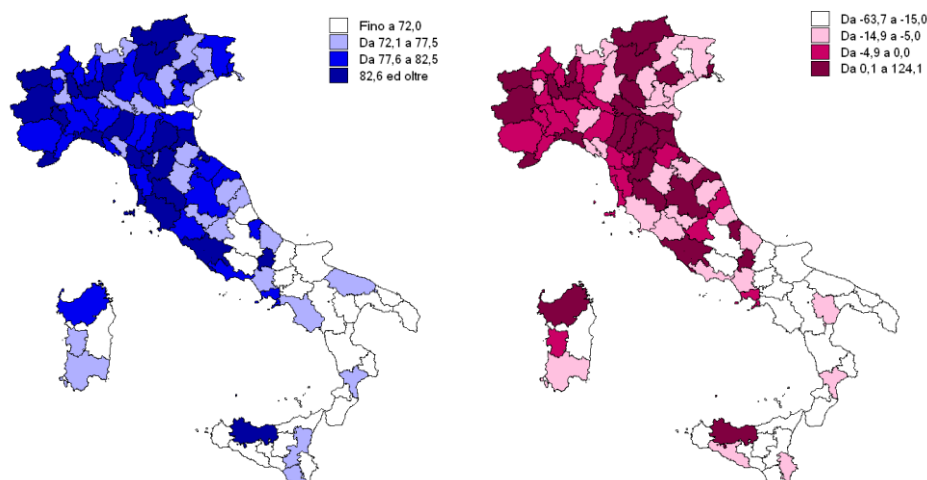 Fino a 72,0
Da 72,1 a 77,5
Da 77,6 a 82,5
82,6 ed oltre
Da -63,7 a -15,0
Da -14,9 a -5,0
Da -4,9 a 0,0
Da 0,1 a 124,1